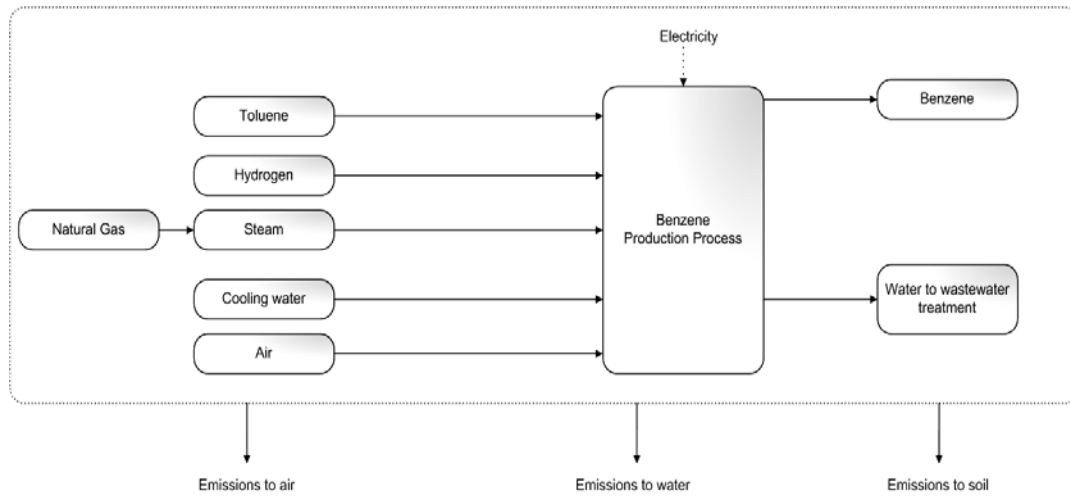 Electricity
Toluene
Benzene
Hydrogen
Natural Gas
Steam
Benzene
Production Process
Cooling water
Water to wastewater
treatment
Air
Emissions to air
Emissions to water
Emissions to soil